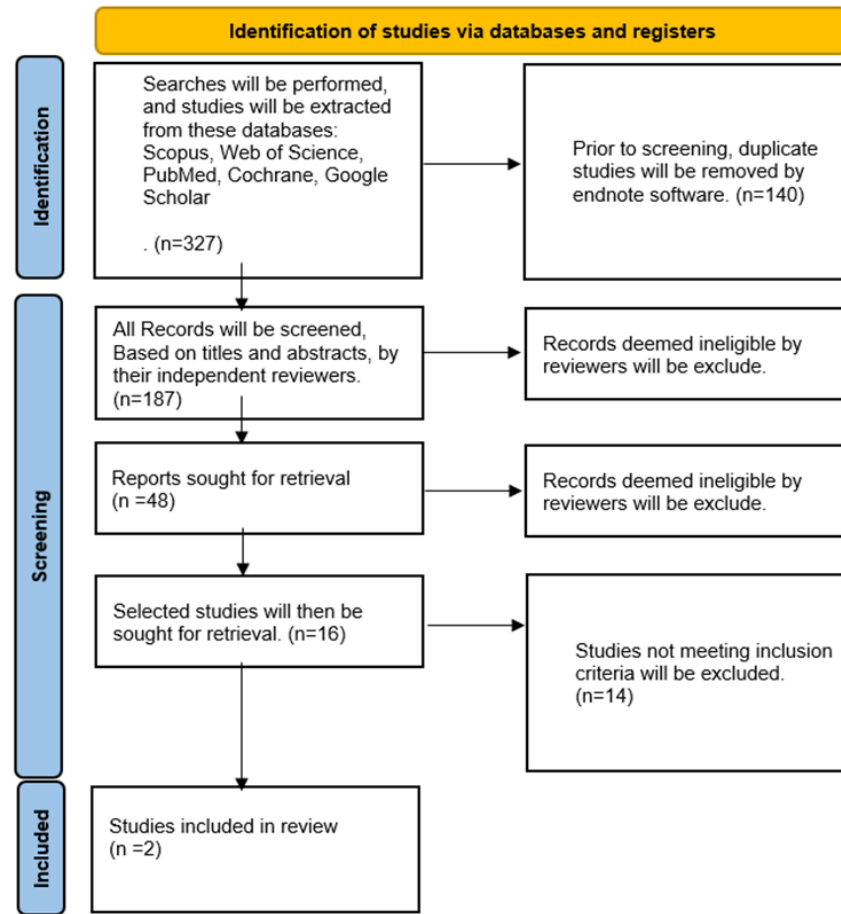 Identification of studies via databases and registers
Identification
Searches will be performed,
and studies will be extracted
from these databases:
Scopus, Web of Science,
PubMed, Cochrane, Google
Scholar
. (n=327)
Prior to screening, duplicate
studies will be removed by
endnote software. (n=140)
Screening
All Records will be screened,
Based on titles and abstracts, by
their independent reviewers.
(n=187)
Records deemed ineligible by
reviewers will be exclude.
Reports sought for retrieval
(n =48)
Records deemed ineligible by
reviewers will be exclude.
Selected studies will then be
sought for retrieval. (n=16)
Studies not meeting inclusion
criteria will be excluded.
(n=14)
Included
Studies included in review
(n =2)